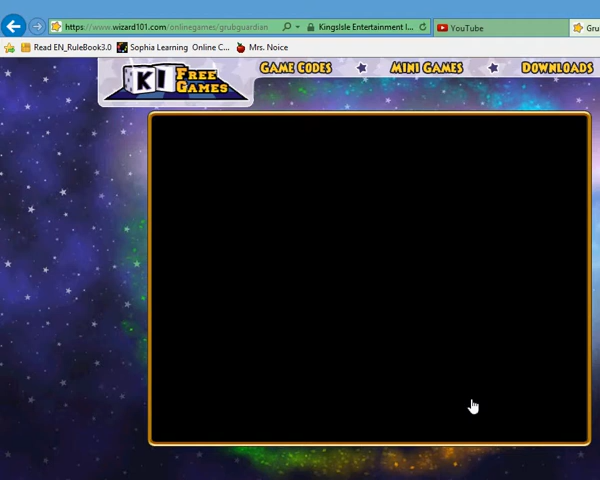 https://www.wizard101.com/onlinegames/grubguardian KingsIsle Entertainment I... YouTube Gru
Read EN_RuleBook3.0 Sophia Learning Online C... Mrs. Noice
KI FREE GAMES GAME CODES MINI GAMES DOWNLOADS